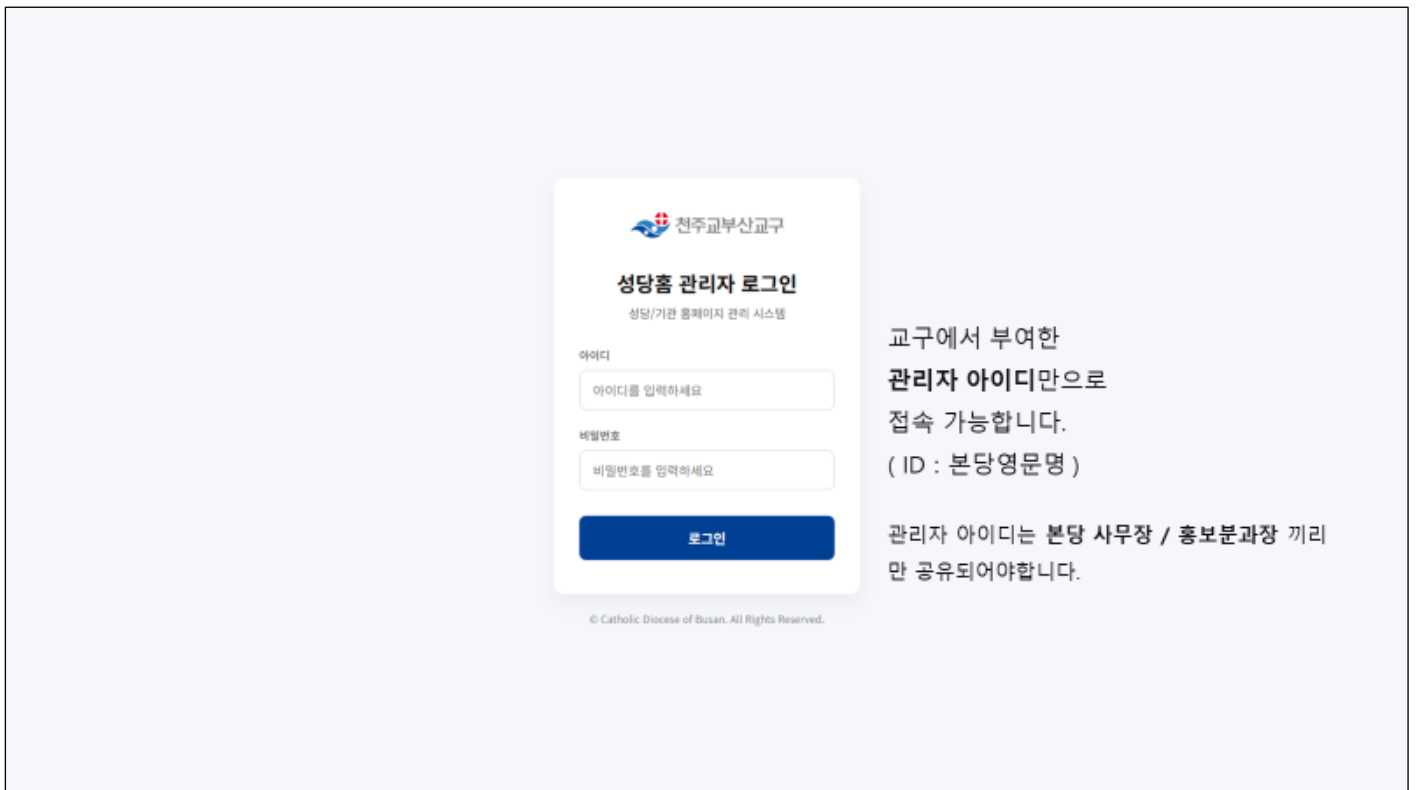 천주교부산교구
성당홈 관리자 로그인
성당/기관 홈페이지 관리 시스템
아이디
아이디를 입력하세요
비밀번호
비밀번호를 입력하세요
로그인
© Catholic Diocese of Busan. All Rights Reserved.
교구에서 부여한
관리자 아이디만으로
접속 가능합니다.
( ID : 본당영문명 )
관리자 아이디는 본당 사무장 / 홍보분과장 끼리
만 공유되어야합니다.